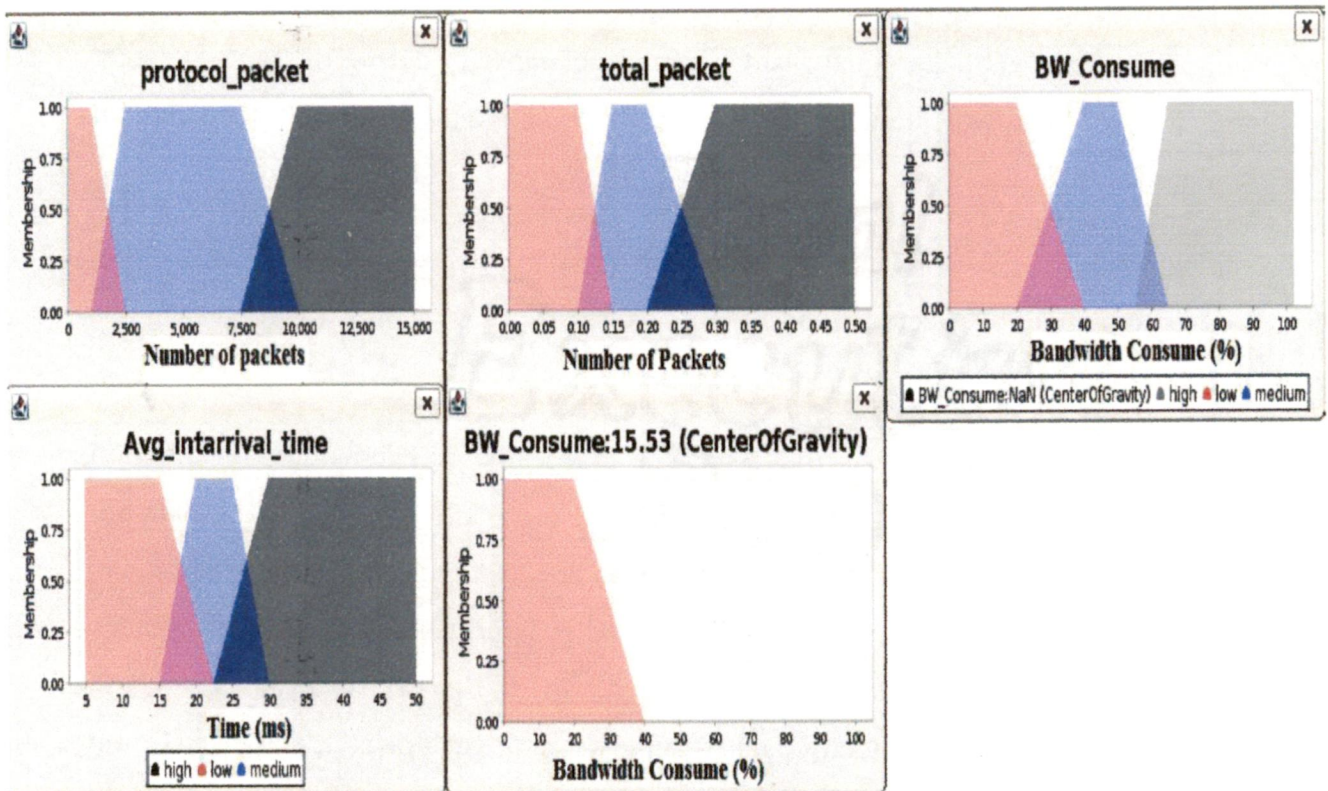 X
protocol_packet
1.00
0.75
0.50
0.25
0.00
Membership
0 2,500 5,000 7,500 10,000 12,500 15,000
Number of packets
X
total_packet
1.00
0.75
0.50
0.25
0.00
Membership
0.00 0.05 0.10 0.15 0.20 0.25 0.30 0.35 0.40 0.45 0.50
Number of Packets
X
BW_Consume
1.00
0.75
0.50
0.25
0.00
Membership
0 10 20 30 40 50 60 70 80 90 100
Bandwidth Consume (%)
BW_Consume:NaN (CenterOfGravity) high low medium
X
Avg_intarrival_time
1.00
0.75
0.50
0.25
0.00
Membership
5 10 15 20 25 30 35 40 45 50
Time (ms)
high low medium
X
BW_Consume:15.53 (CenterOfGravity)
1.00
0.75
0.50
0.25
0.00
Membership
0 10 20 30 40 50 60 70 80 90 100
Bandwidth Consume (%)